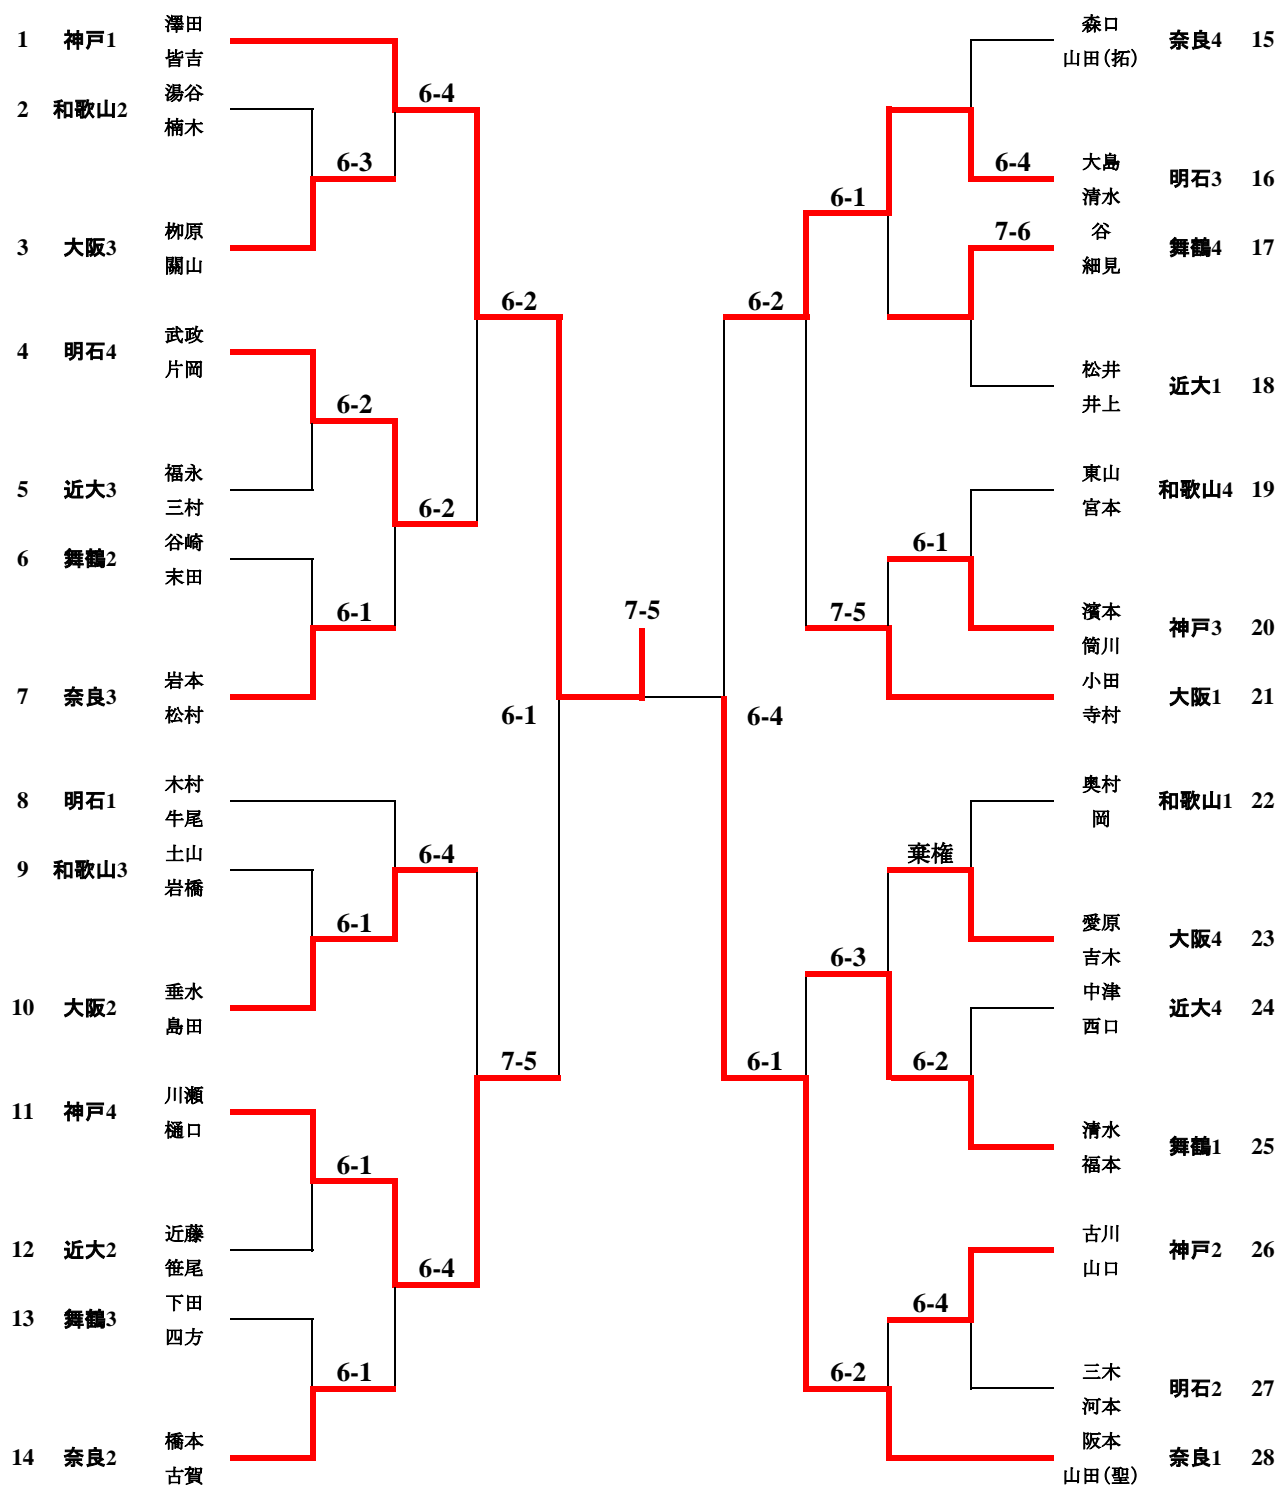 澤田
1 神戸1
皆吉
湯谷
2 和歌山2
楠木
3 大阪3
栁原
關山
武政
4 明石4
片岡
福永
5 近大3
三村
谷崎
6 舞鶴2
末田
岩本
7 奈良3
松村
木村
8 明石1
牛尾
土山
9 和歌山3
岩橋
垂水
10 大阪2
島田
川瀬
11 神戸4
樋口
近藤
12 近大2
笹尾
下田
13 舞鶴3
四方
橋本
14 奈良2
古賀
6-3
6-2
6-1
6-1
6-1
6-1
6-4
6-2
6-4
6-4
6-2
7-5
6-1
7-5
6-4
6-2
6-1
6-1
7-5
6-3
6-2
6-1
棄権
6-2
6-4
6-4
7-6
森口
奈良4 15
山田(拓)
大島
明石3 16
清水
谷
舞鶴4 17
細見
松井
近大1 18
井上
東山
和歌山4 19
宮本
濱本
神戸3 20
筒川
小田
大阪1 21
寺村
奥村
和歌山1 22
岡
愛原
大阪4 23
吉木
中津
近大4 24
西口
清水
舞鶴1 25
福本
古川
神戸2 26
山口
三木
明石2 27
河本
阪本
奈良1 28
山田(聖)